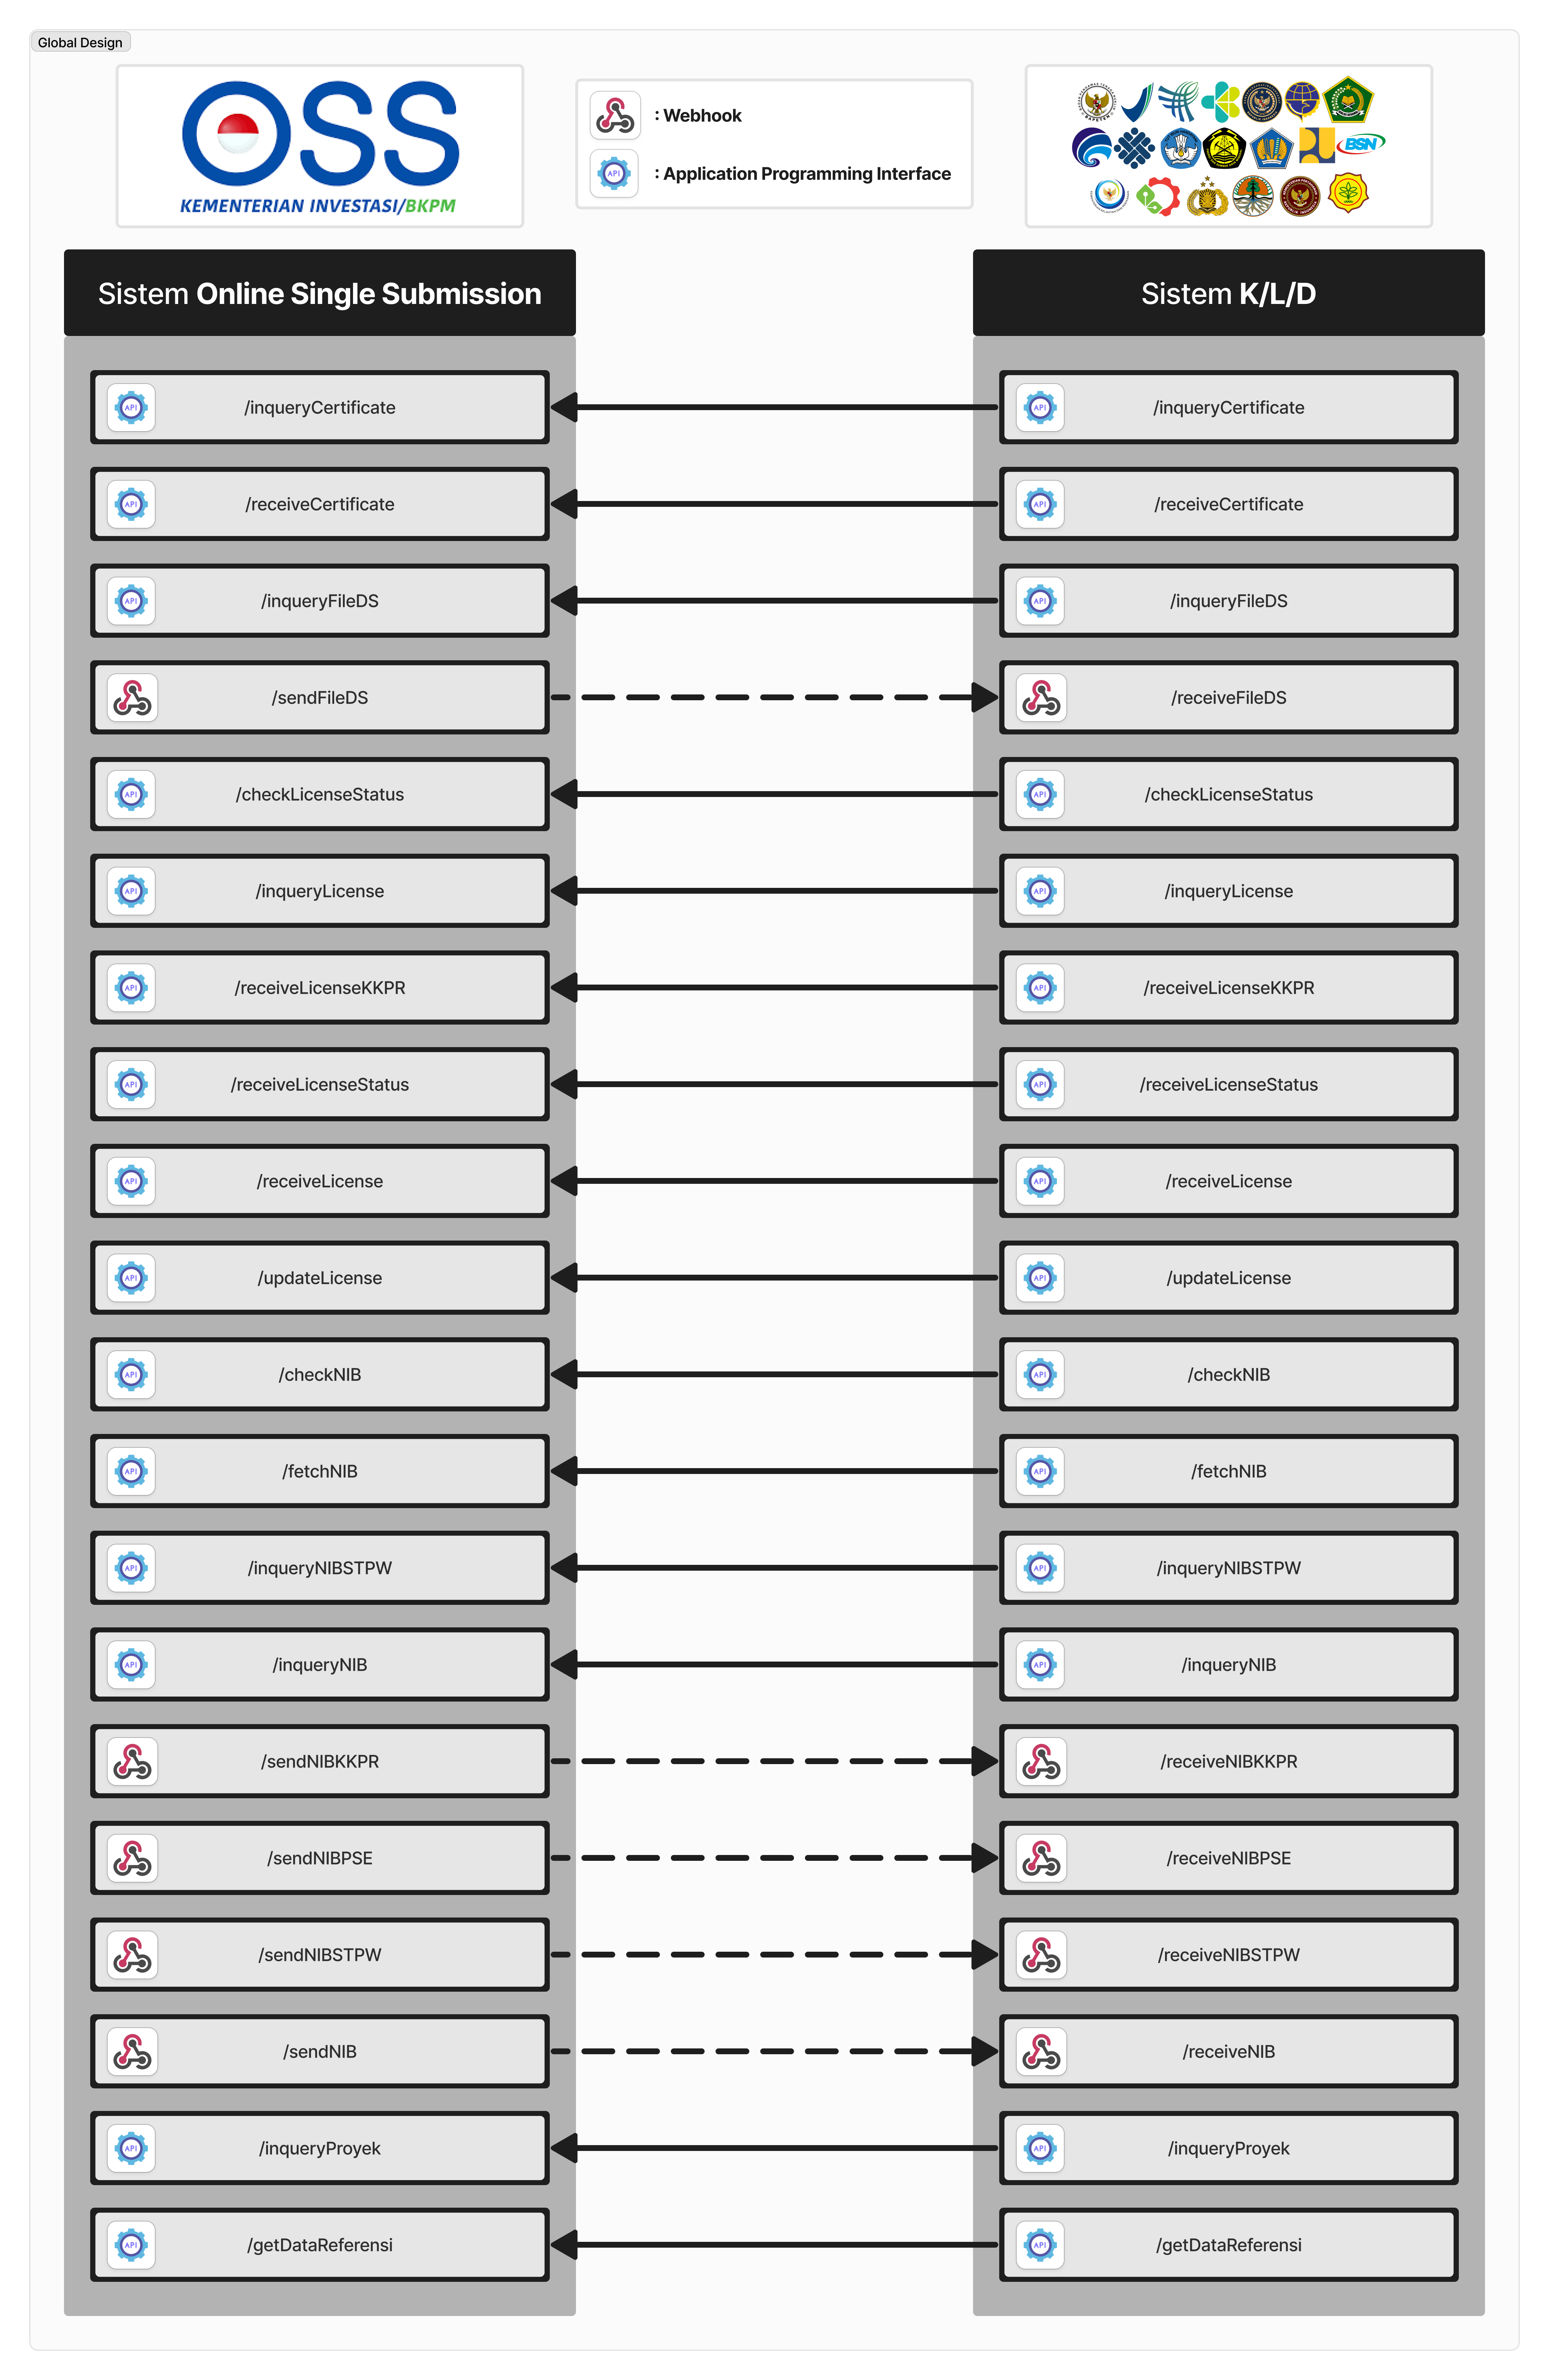 Global Design
OSS
KEMENTERIAN INVESTASI/BKPM
: Webhook
API
: Application Programming Interface
BSN
Sistem Online Single Submission
Sistem K/L/D
API
/inqueryCertificate
API
/inqueryCertificate
API
/receiveCertificate
API
/receiveCertificate
API
/inqueryFileDS
API
/inqueryFileDS
/sendFileDS
/receiveFileDS
API
/checkLicenseStatus
API
/checkLicenseStatus
API
/inqueryLicense
API
/inqueryLicense
API
/receiveLicenseKKPR
API
/receiveLicenseKKPR
API
/receiveLicenseStatus
API
/receiveLicenseStatus
API
/receiveLicense
API
/receiveLicense
API
/updateLicense
API
/updateLicense
API
/checkNIB
API
/checkNIB
API
/fetchNIB
API
/fetchNIB
API
/inqueryNIBSTPW
API
/inqueryNIBSTPW
API
/inqueryNIB
API
/inqueryNIB
/sendNIBKKPR
/receiveNIBKKPR
/sendNIBPSE
/receiveNIBPSE
/sendNIBSTPW
/receiveNIBSTPW
/sendNIB
/receiveNIB
API
/inqueryProyek
API
/inqueryProyek
API
/getDataReferensi
API
/getDataReferensi